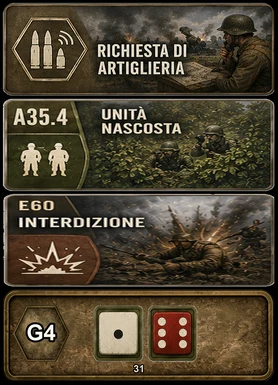 RICHIESTA DI
ARTIGLIERIA
A35.4
UNITÀ
NASCOSTA
E60
INTERDIZIONE
G4
31